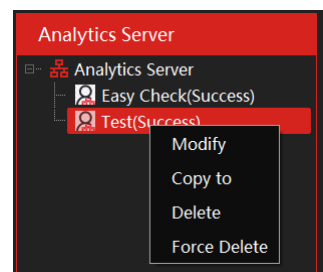 Analytics Server
Analytics Server
Easy Check(Success)
Test(Success)
Modify
Copy to
Delete
Force Delete